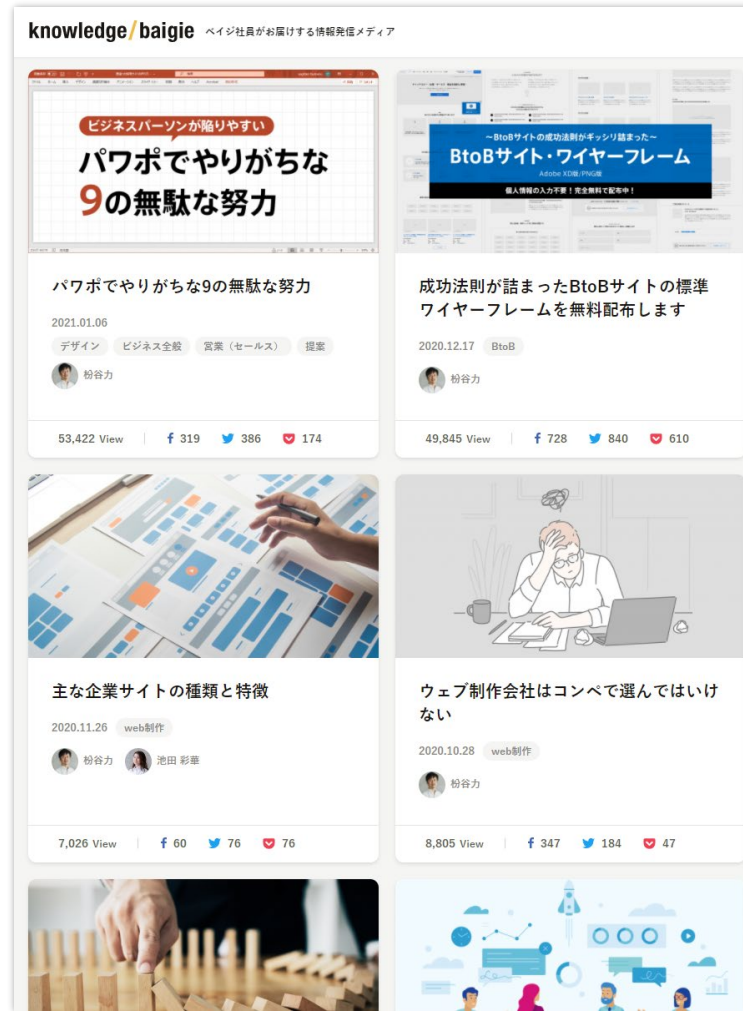 knowledge/baigie ベイジ社員がお届けする情報発信メディア
ビジネスパーソンが陥りやすい
パワポでやりがちな
9の無駄な努力
パワポでやりがちな9の無駄な努力
2021.01.06
デザイン ビジネス全般 営業（セールス） 提案
枌谷力
53,422 View 319 386 174
～BtoBサイトの成功法則がギッシリ詰まった～
BtoBサイト・ワイヤーフレーム
Adobe XD版/PNG版
個人情報の入力不要！完全無料で配布中！
成功法則が詰まったBtoBサイトの標準
ワイヤーフレームを無料配布します
2020.12.17 BtoB
枌谷力
49,845 View 728 840 610
主な企業サイトの種類と特徴
2020.11.26 web制作
枌谷力 池田 彩華
7,026 View 60 76 76
ウェブ制作会社はコンペで選んではいけ
ない
2020.10.28 web制作
枌谷力
8,805 View 347 184 47